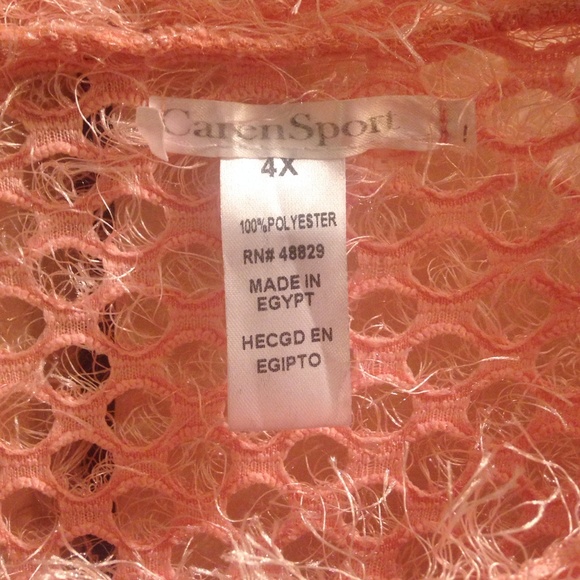 CarenSport
4X
100%POLYESTER
RN# 48829
MADE IN
EGYPT
HECGD EN
EGIPTO